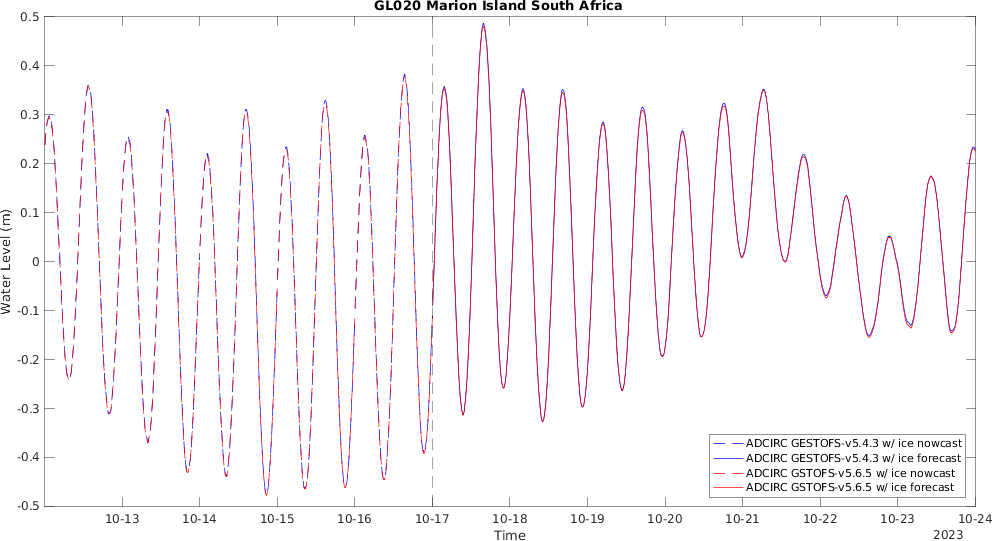 GL020 Marion Island South Africa
0.5
0.4
0.3
0.2
0.1
0
-0.1
-0.2
-0.3
-0.4
-0.5
Water Level (m)
ADCIRC GESTOFS-v5.4.3 w/ ice nowcast
ADCIRC GESTOFS-v5.4.3 w/ ice forecast
ADCIRC GSTOFS-v5.6.5 w/ ice nowcast
ADCIRC GSTOFS-v5.6.5 w/ ice forecast
10-13 10-14 10-15 10-16 10-17 10-18 10-19 10-20 10-21 10-22 10-23 10-24
Time
2023